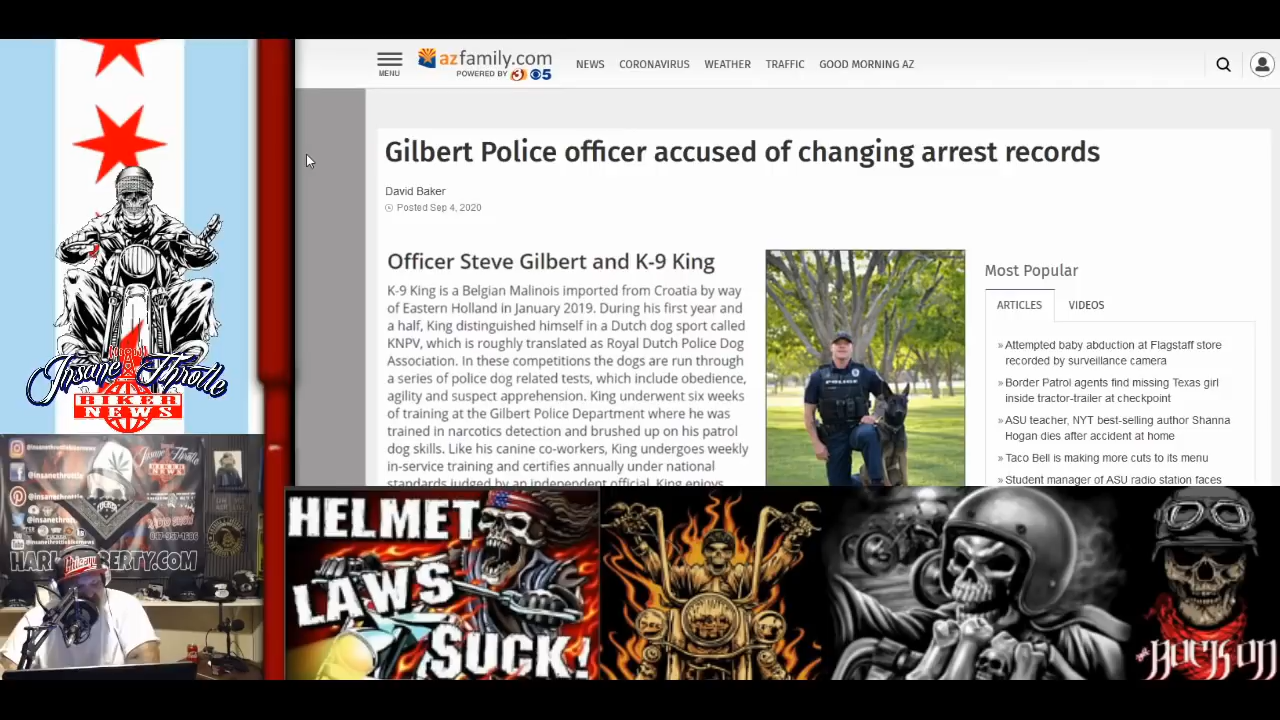 MENU
azfamily.com
POWERED BY 3 5
NEWS
CORONAVIRUS
WEATHER
TRAFFIC
GOOD MORNING AZ
Gilbert Police officer accused of changing arrest records
David Baker
Posted Sep 4, 2020
Officer Steve Gilbert and K-9 King
K-9 King is a Belgian Malinois imported from Croatia by way
of Eastern Holland in January 2019. During his first year and
a half, King distinguished himself in a Dutch dog sport called
KNPV, which is roughly translated as Royal Dutch Police Dog
Association. In these competitions the dogs are run through
a series of police dog related tests, which include obedience,
agility and suspect apprehension. King underwent six weeks
of training at the Gilbert Police Department where he was
trained in narcotics detection and brushed up on his patrol
dog skills. Like his canine co-workers, King undergoes weekly
in-service training and certifies annually under national
standards judged by an independent official. King enjoys
POLICE
Most Popular
ARTICLES
VIDEOS
» Attempted baby abduction at Flagstaff store
recorded by surveillance camera
» Border Patrol agents find missing Texas girl
inside tractor-trailer at checkpoint
» ASU teacher, NYT best-selling author Shanna
Hogan dies after accident at home
» Taco Bell is making more cuts to its menu
» Student manager of ASU radio station faces
Insane Throttle
BIKER
NEWS
@insanethrottlebikernews
HELMET
LAWS
SUCK!